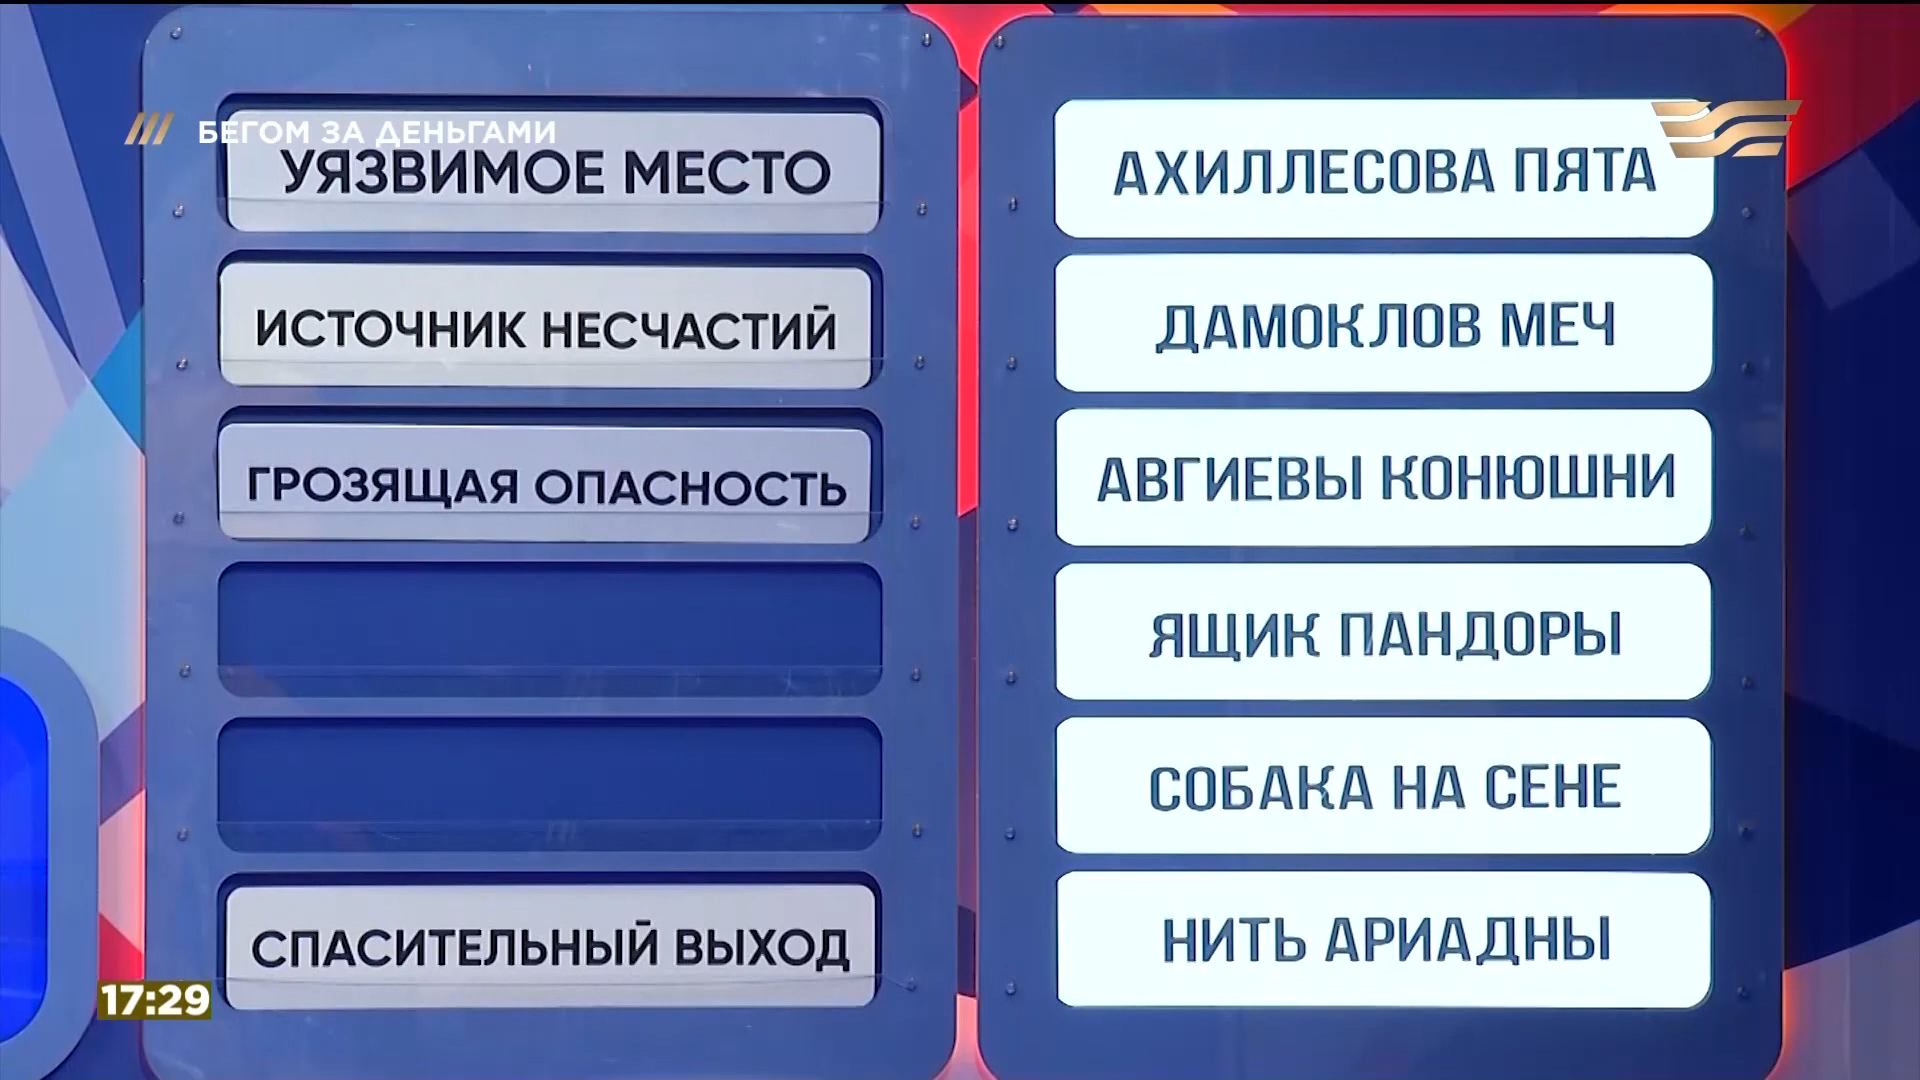 БЕГОМ ЗА ДЕНЬГАМИ
УЯЗВИМОЕ МЕСТО
АХИЛЛЕСОВА ПЯТА
ИСТОЧНИК НЕСЧАСТИЙ
ДАМОКЛОВ МЕЧ
ГРОЗЯЩАЯ ОПАСНОСТЬ
АВГИЕВЫ КОНЮШНИ
ЯЩИК ПАНДОРЫ
СОБАКА НА СЕНЕ
СПАСИТЕЛЬНЫЙ ВЫХОД
НИТЬ АРИАДНЫ
17:29